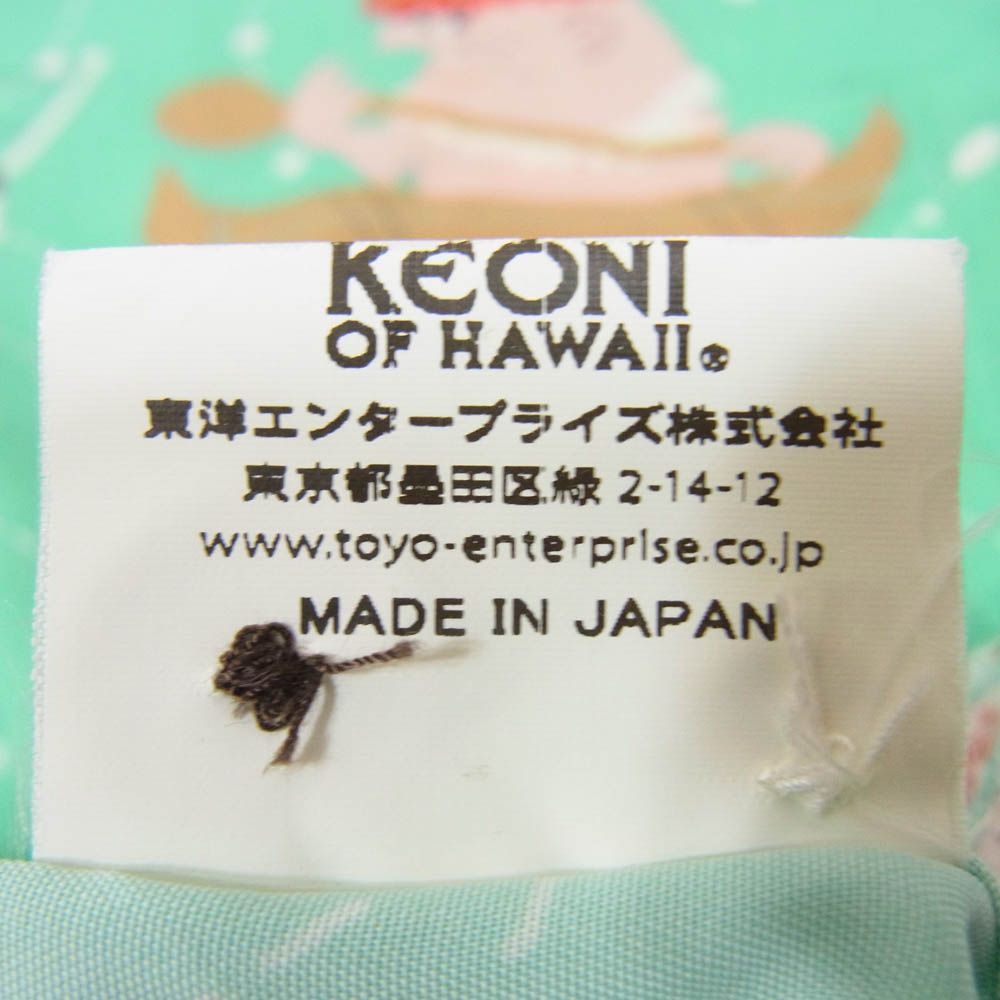 KEONI
OF HAWAII®
東洋エンタープライズ株式会社
東京都墨田区緑 2-14-12
www.toyo-enterprise.co.jp
MADE IN JAPAN